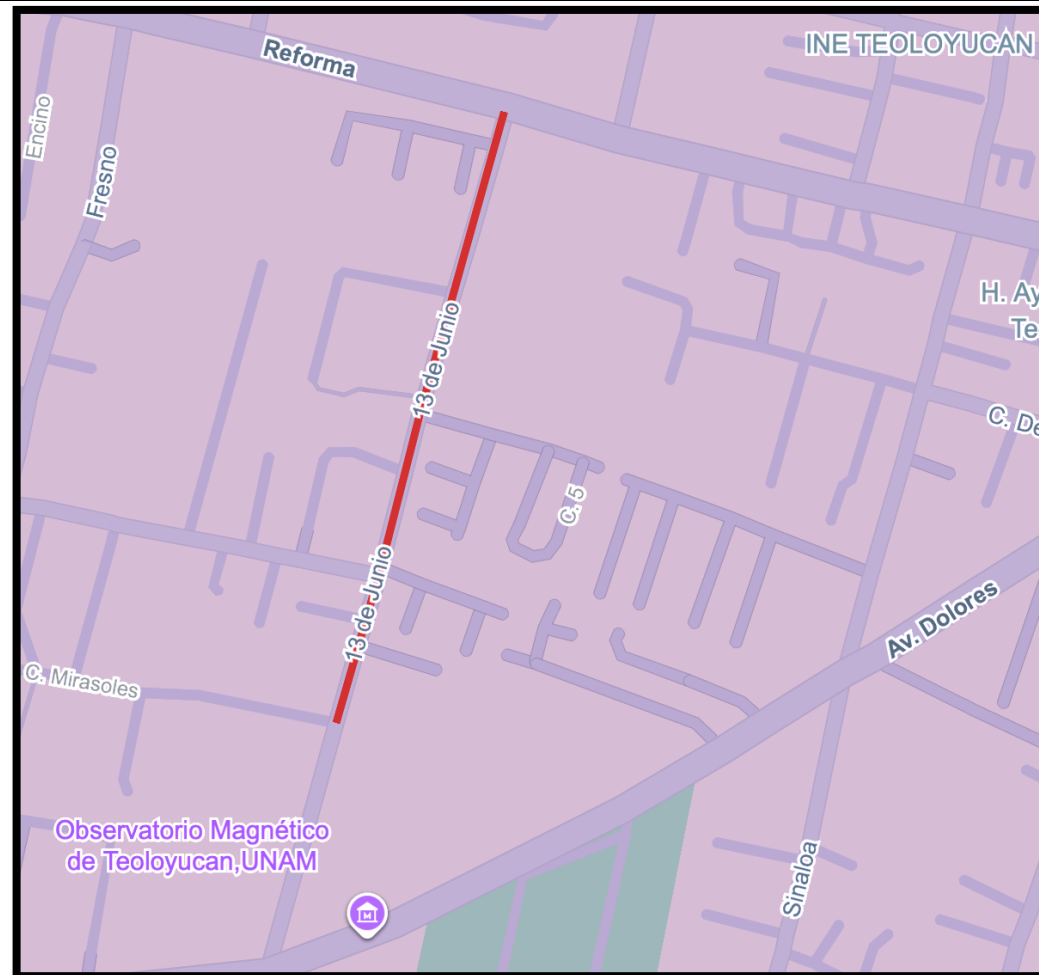 Reforma
INE TEOLOYUCAN
Encino
Fresno
H. Ay
Te
13 de Junio
C. De
C. 5
13 de Junio
Av. Dolores
C. Mirasoles
Observatorio Magnético
de Teoloyucan,UNAM
Sinaloa
M